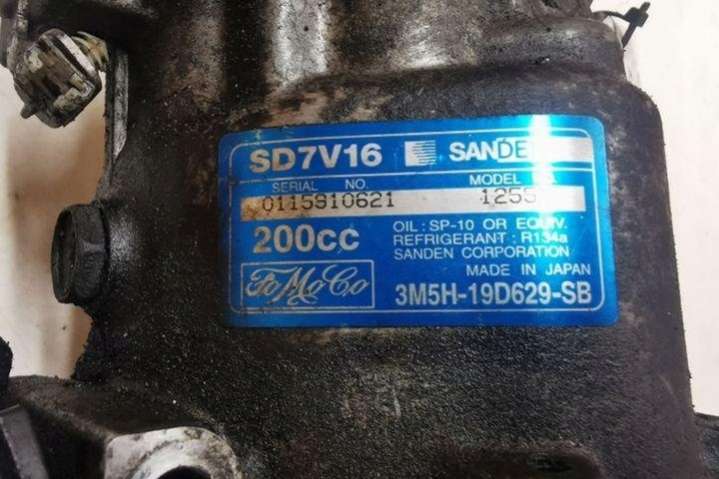 SD7V16 SANDE
SERIAL NO. MODEL
0115910621 1255
200cc
OIL : SP-10 OR EQUIV.
REFRIGERANT : R134a
SANDEN CORPORATION
MADE IN JAPAN
FoMoCo 3M5H-19D629-SB